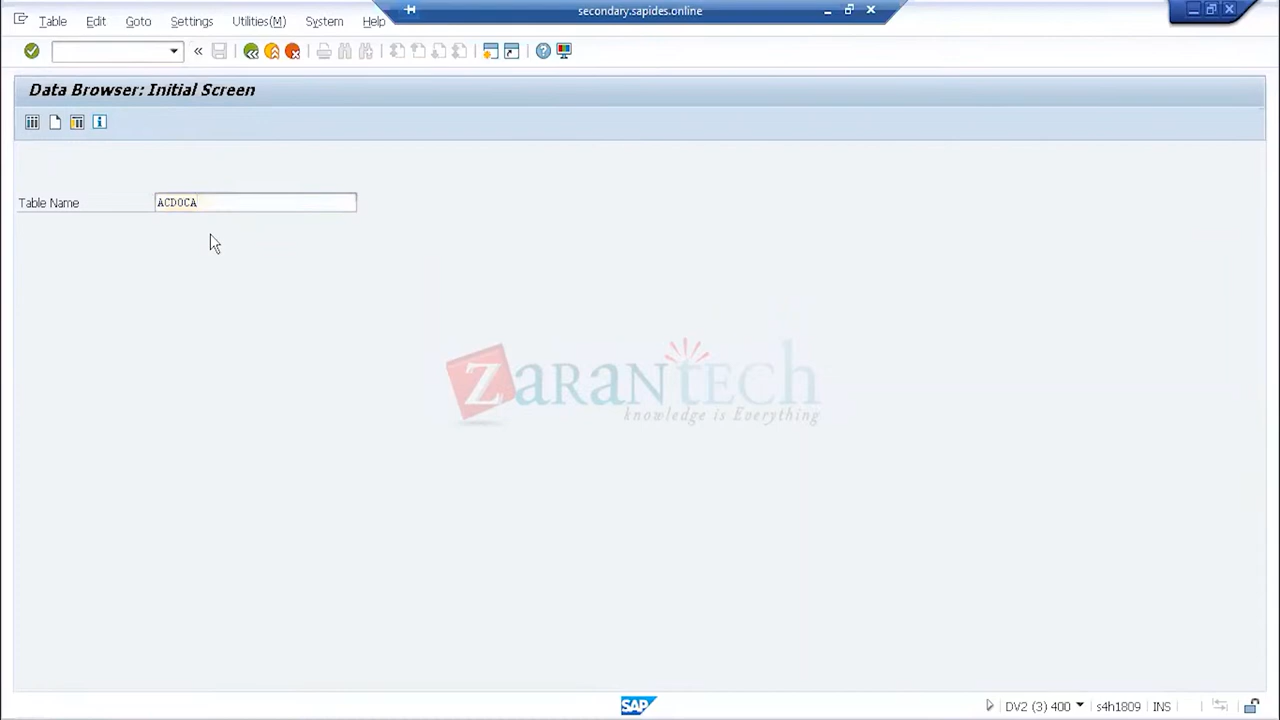 secondary.sapides.online
Table Edit Goto Settings Utilities(M) System Help
Data Browser: Initial Screen
Table Name ACDOCA
ZaranTech
knowledge is Everything
SAP DV2 (3) 400 s4h1809 INS